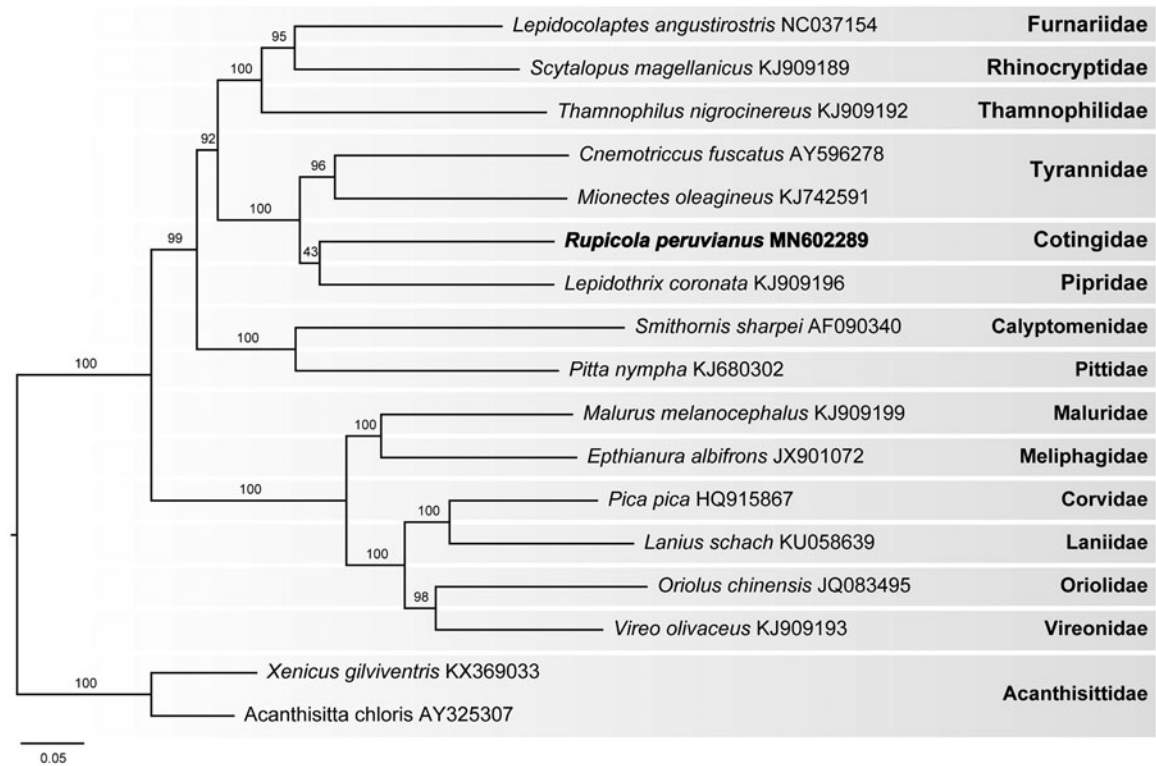 Lepidocolaptes angustirostris NC037154 Furnariidae
95
Scytalopus magellanicus KJ909189 Rhinocryptidae
100
Thamnophilus nigrocinereus KJ909192 Thamnophilidae
92
Cnemotriccus fuscatus AY596278
96
Tyrannidae
Mionectes oleagineus KJ742591
100
Rupicola peruvianus MN602289 Cotingidae
99
43
Lepidothrix coronata KJ909196 Pipridae
Smithornis sharpei AF090340 Calyptomenidae
100
Pitta nympha KJ680302 Pittidae
100
Malurus melanocephalus KJ909199 Maluridae
100
Epthianura albifrons JX901072 Meliphagidae
100
Pica pica HQ915867 Corvidae
100
Lanius schach KU058639 Laniidae
100
Oriolus chinensis JQ083495 Oriolidae
98
Vireo olivaceus KJ909193 Vireonidae
Xenicus gilviventris KX369033
100
Acanthisittidae
Acanthisitta chloris AY325307
0.05